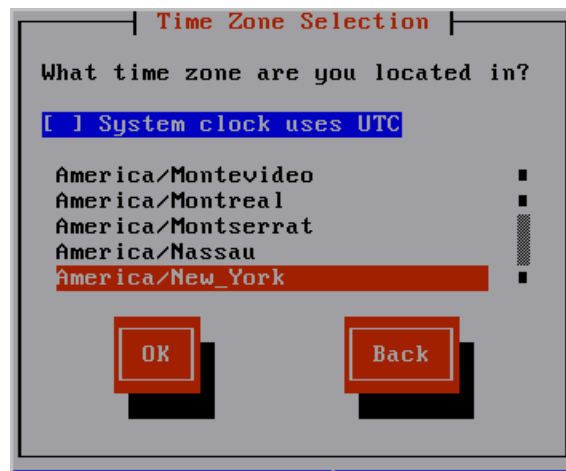 Time Zone Selection
What time zone are you located in?
[ ] System clock uses UTC
America/Montevideo
America/Montreal
America/Montserrat
America/Nassau
America/New_York
OK Back